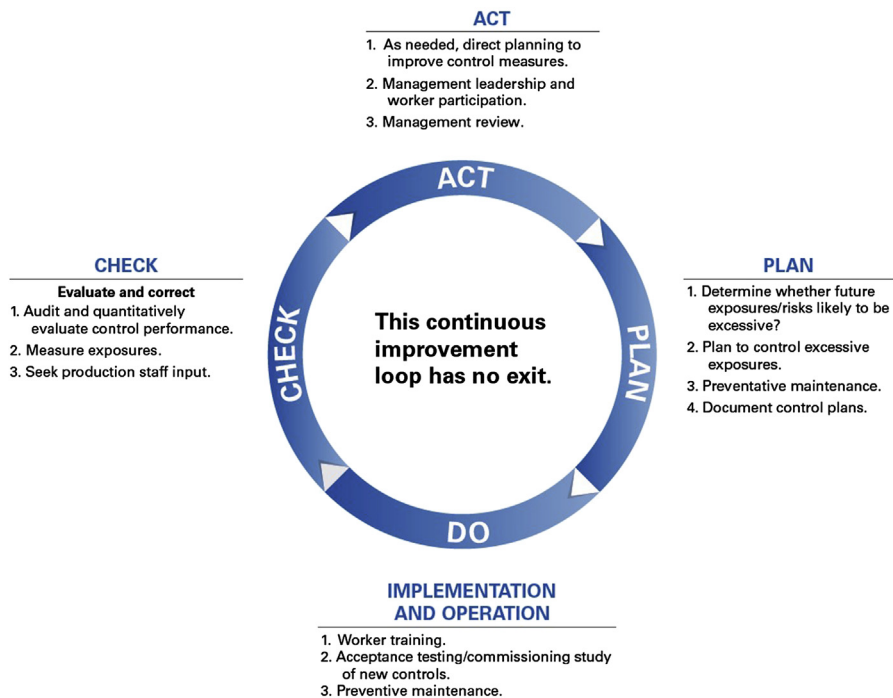 ACT
1. As needed, direct planning to
improve control measures.
2. Management leadership and
worker participation.
3. Management review.
ACT
CHECK
Evaluate and correct
1. Audit and quantitatively
evaluate control performance.
2. Measure exposures.
3. Seek production staff input.
CHECK
This continuous
improvement
loop has no exit.
PLAN
PLAN
1. Determine whether future
exposures/risks likely to be
excessive?
2. Plan to control excessive
exposures.
3. Preventative maintenance.
4. Document control plans.
DO
IMPLEMENTATION
AND OPERATION
1. Worker training.
2. Acceptance testing/commissioning study
of new controls.
3. Preventive maintenance.